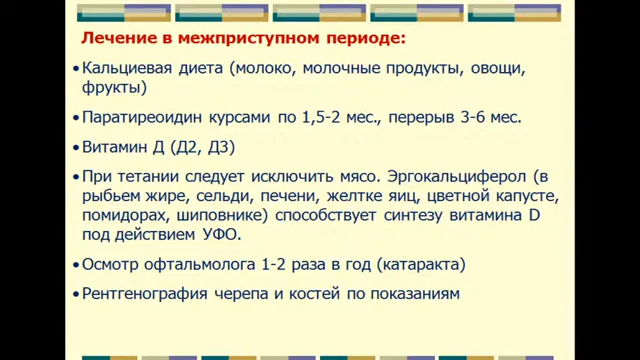 Лечение в межприступном периоде:
•Кальциевая диета (молоко, молочные продукты, овощи,
фрукты)
•Паратиреоидин курсами по 1,5-2 мес., перерыв 3-6 мес.
•Витамин Д (Д2, Д3)
•При тетании следует исключить мясо. Эргокальциферол (в
рыбьем жире, сельди, печени, желтке яиц, цветной капусте,
помидорах, шиповнике) способствует синтезу витамина D
под действием УФО.
•Осмотр офтальмолога 1-2 раза в год (катаракта)
•Рентгенография черепа и костей по показаниям